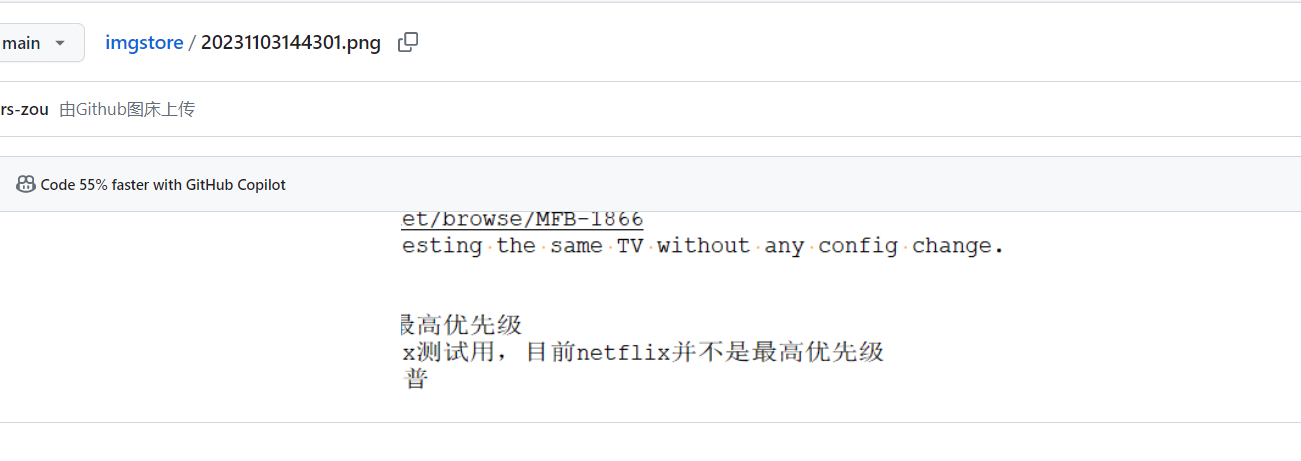 main
imgstore / 20231103144301.png
rs-zou 由Github图床上传
Code 55% faster with GitHub Copilot
et/browse/MFB-1866
esting the same TV without any config change.
最高优先级
x测试用，目前netflix并不是最高优先级
普